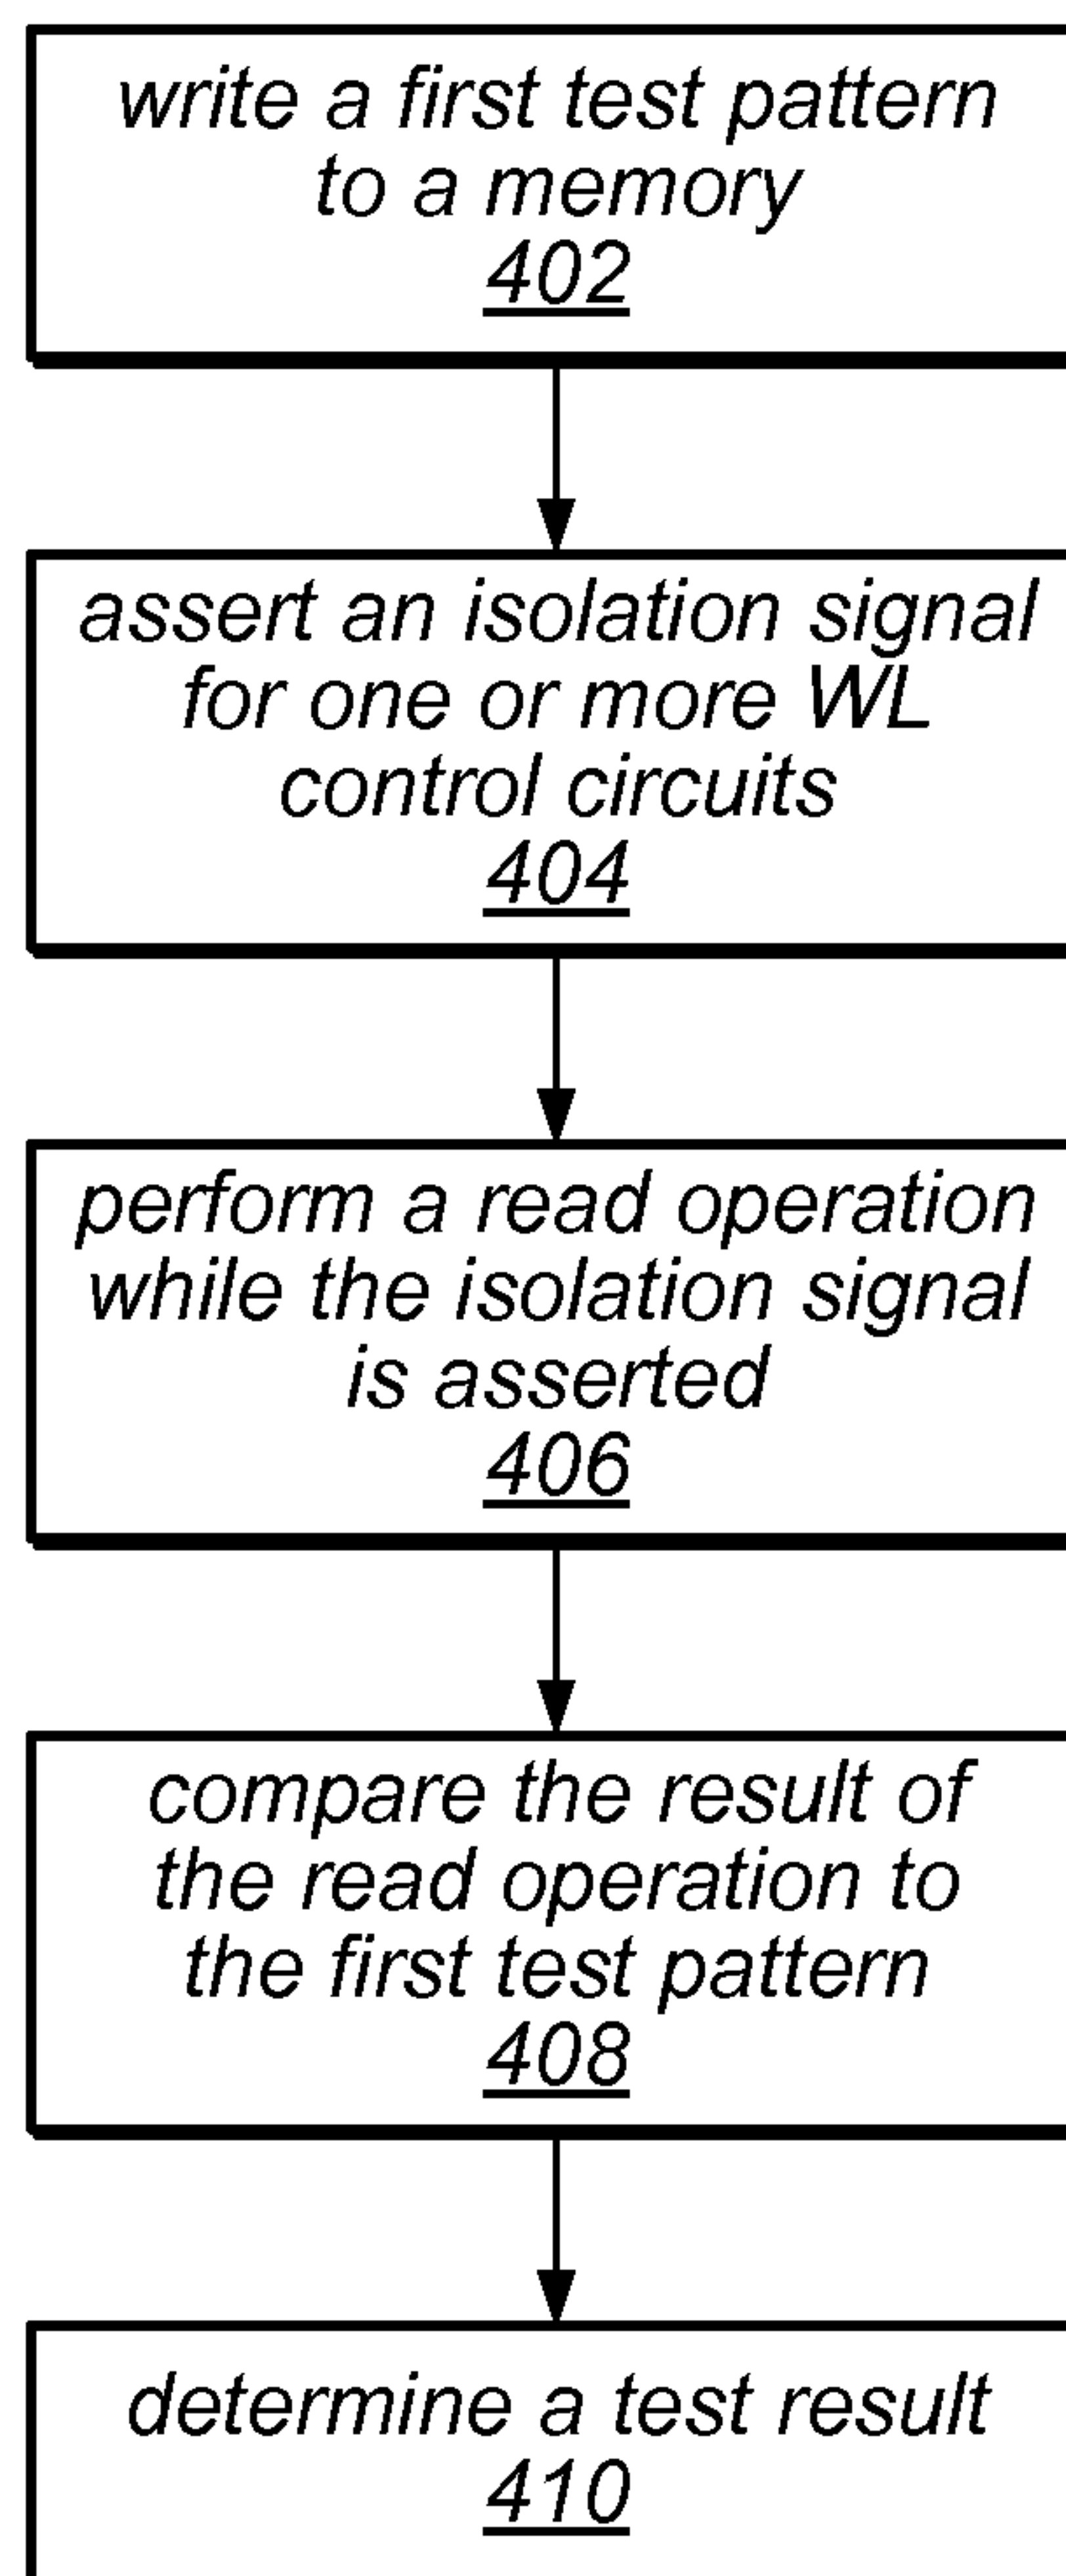 write a first test pattern
to a memory
402
assert an isolation signal
for one or more WL
control circuits
404
perform a read operation
while the isolation signal
is asserted
406
compare the result of
the read operation to
the first test pattern
408
determine a test result
410